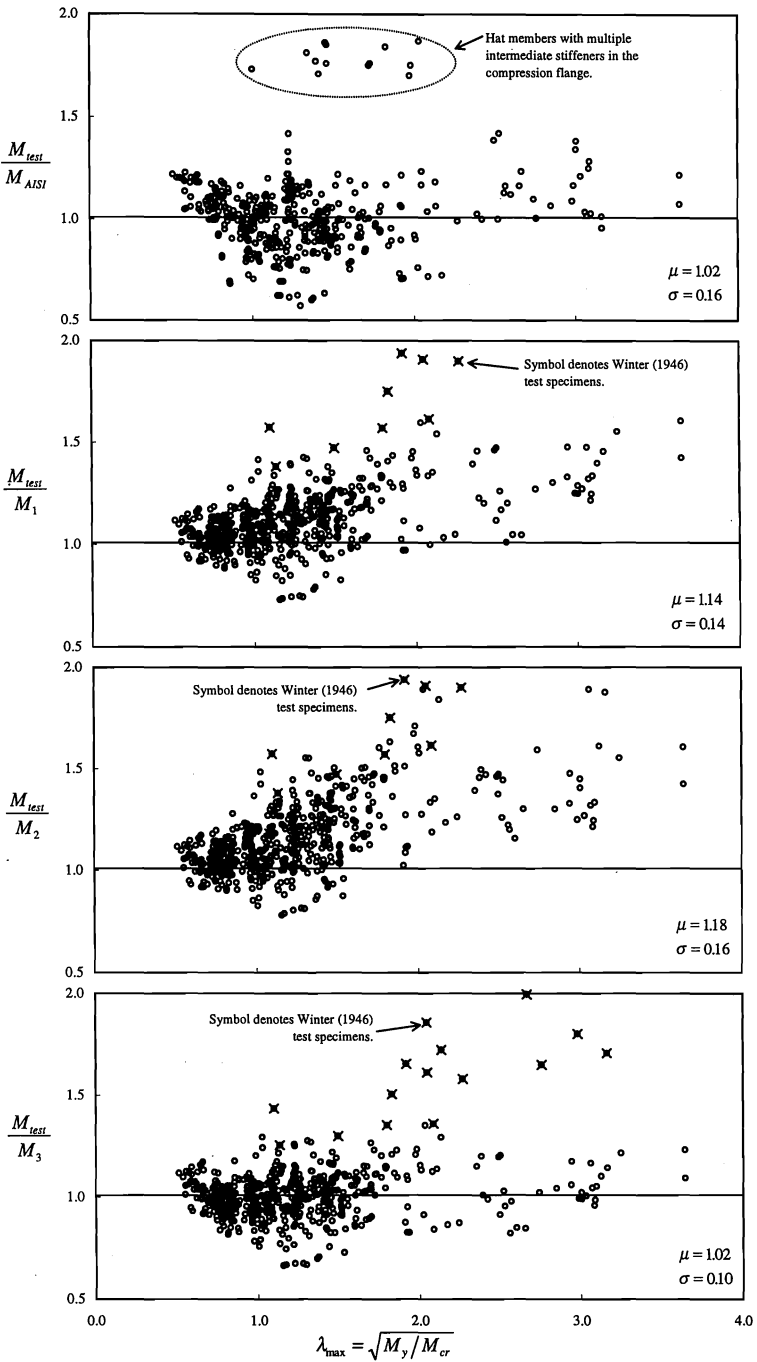 2.0
Hat members with multiple
intermediate stiffeners in the
compression flange.
1.5
M_test
M_AISI
1.0
μ = 1.02
σ = 0.16
0.5
2.0
Symbol denotes Winter (1946)
test specimens.
1.5
M_test
M_1
1.0
μ = 1.14
σ = 0.14
0.5
2.0
Symbol denotes Winter (1946)
test specimens.
1.5
M_test
M_2
1.0
μ = 1.18
σ = 0.16
0.5
2.0
Symbol denotes Winter (1946)
test specimens.
1.5
M_test
M_3
1.0
μ = 1.02
σ = 0.10
0.5
0.0 1.0 2.0 3.0 4.0
λ_max = √M_y/M_cr